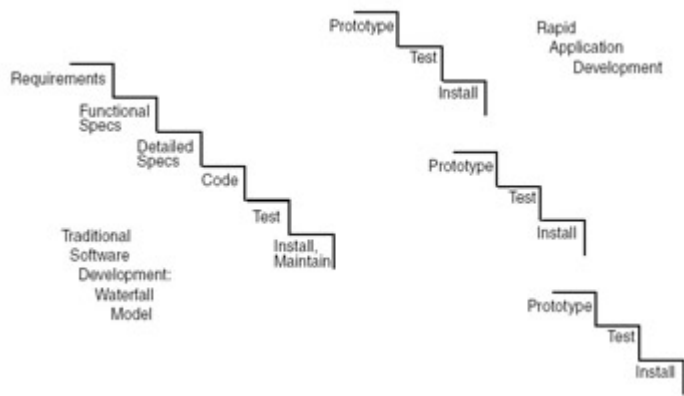 Requirements
Functional
Specs
Detailed
Specs
Code
Test
Install,
Maintain
Traditional
Software
Development:
Waterfall
Model
Prototype
Test
Install
Rapid
Application
Development
Prototype
Test
Install
Prototype
Test
Install